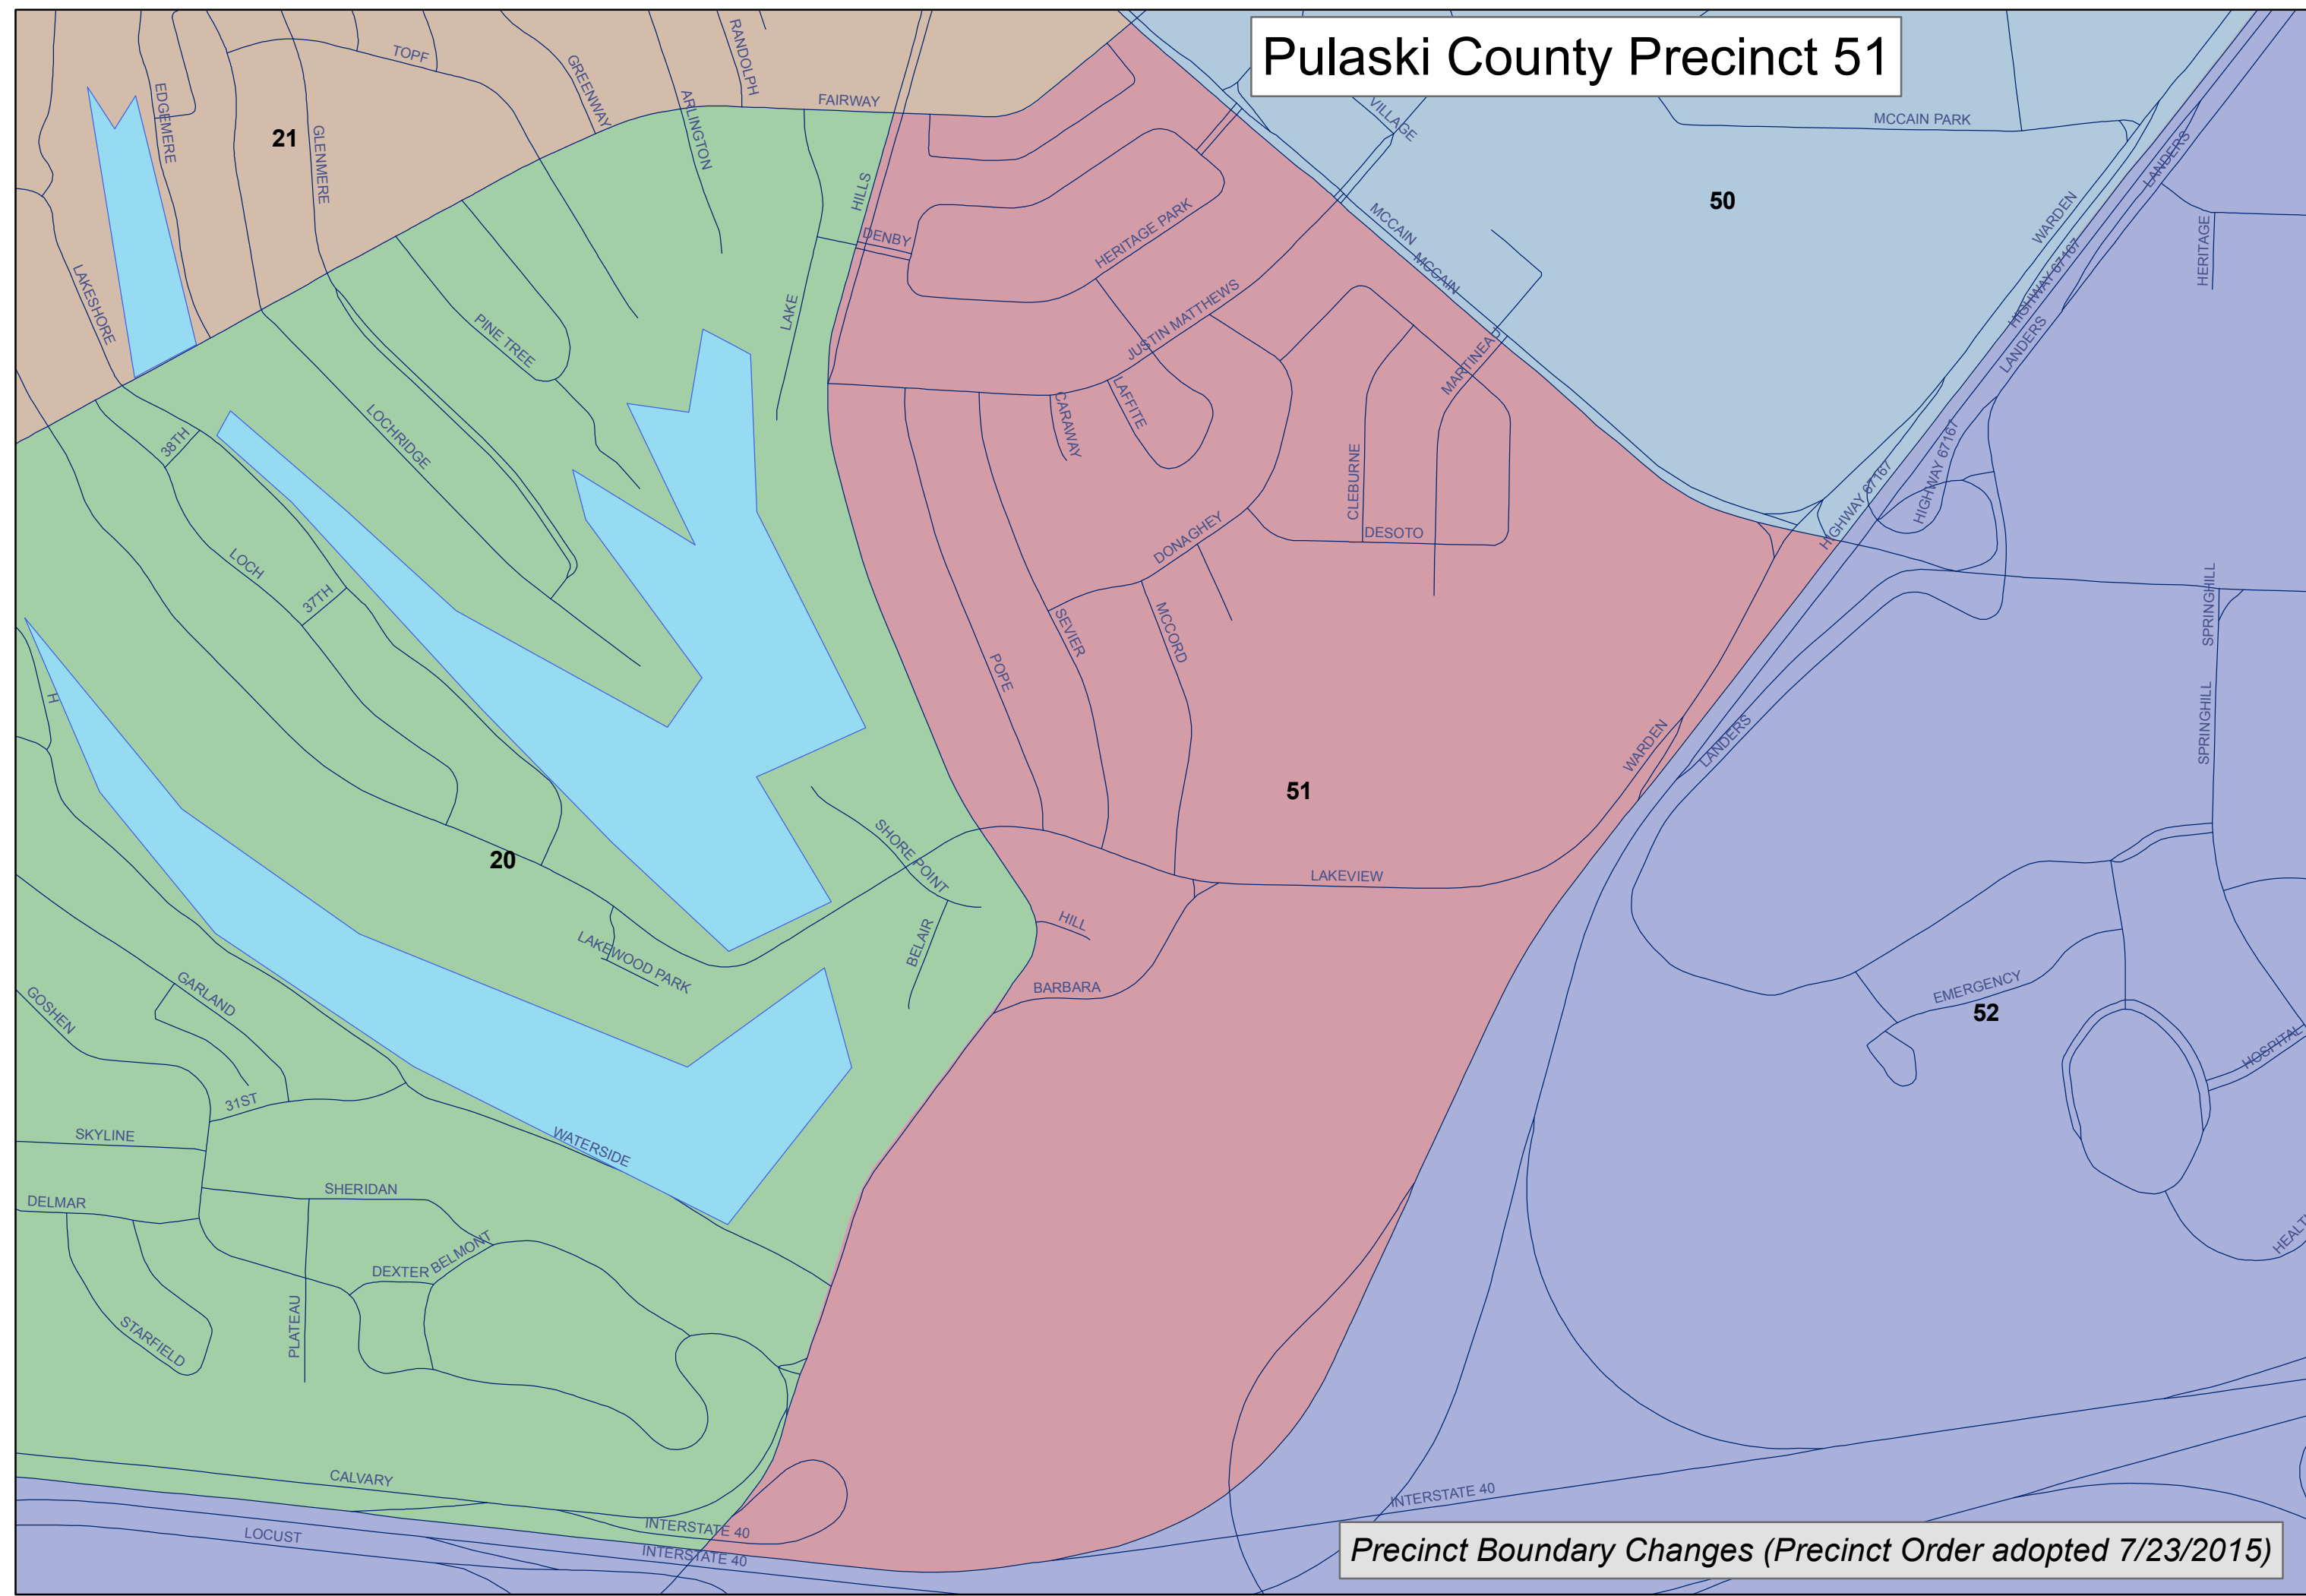 Pulaski County Precinct 51
TOPF
RANDOLPH
GREENWAY
EDGEMERE
ARLINGTON
FAIRWAY
VILLAGE
MCCAIN PARK
21
GLENMERE
LANDERS
HILLS
50
WARDEN
DENBY
HERITAGE PARK
MCCAIN
MCCAIN
HERITAGE
HIGHWAY 67167
LAKESHORE
LAKE
PINE TREE
JUSTIN MATTHEWS
LANDERS
MARTINEAU
LAFFITE
CARAWAY
38TH
LOCHRIDGE
CLEBURNE
HIGHWAY 67167
HIGHWAY 67167
DONAGHEY
DESOTO
LOCH
37TH
SPRINGHILL
SEVIER
MCCORD
POPE
H
SPRINGHILL
WARDEN
LANDERS
51
20
SHORE POINT
LAKEVIEW
HILL
BELAIR
LAKEWOOD PARK
BARBARA
EMERGENCY
GARLAND
GOSHEN
52
HOSPITAL
31ST
SKYLINE
WATERSIDE
SHERIDAN
DELMAR
BELMONT
DEXTER
PLATEAU
STARFIELD
CALVARY
INTERSTATE 40
INTERSTATE 40
LOCUST
INTERSTATE 40
Precinct Boundary Changes (Precinct Order adopted 7/23/2015)